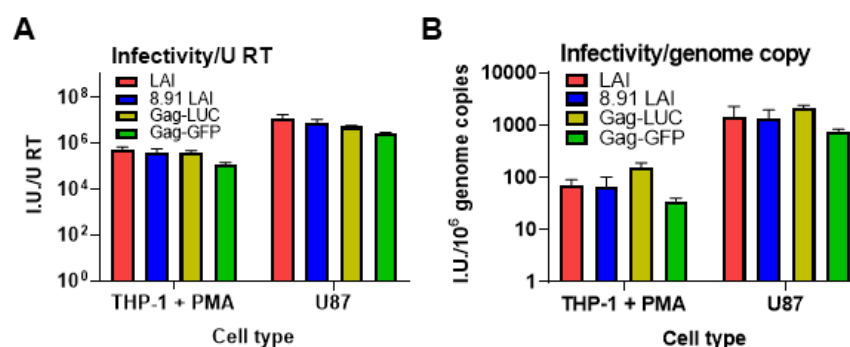 A
Infectivity/U RT
LAI
8.91 LAI
Gag-LUC
Gag-GFP
10⁸
10⁶
10⁴
10²
10⁰
I.U./U RT
THP-1 + PMA
U87
Cell type
B
Infectivity/genome copy
LAI
8.91 LAI
Gag-LUC
Gag-GFP
10000
1000
100
10
1
I.U./10⁶ genome copies
THP-1 + PMA
U87
Cell type